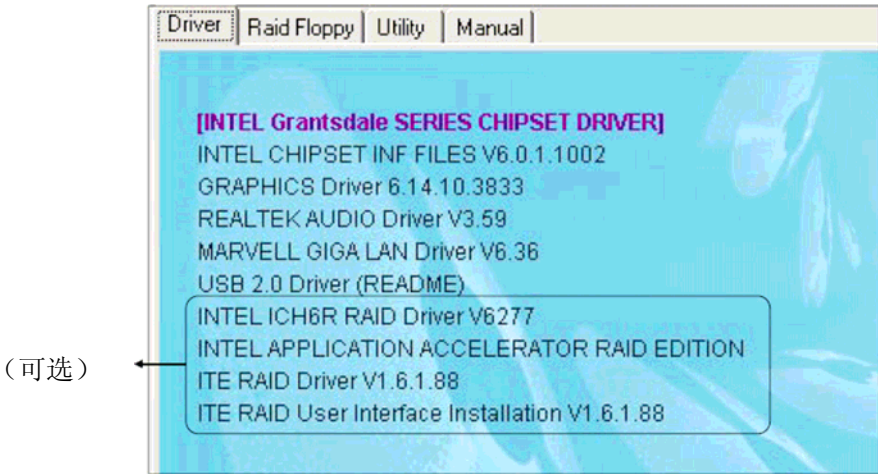 Driver Raid Floppy Utility Manual
[INTEL Grantsdale SERIES CHIPSET DRIVER]
INTEL CHIPSET INF FILES V6.0.1.1002
GRAPHICS Driver 6.14.10.3833
REALTEK AUDIO Driver V3.59
MARVELL GIGA LAN Driver V6.36
USB 2.0 Driver (README)
INTEL ICH6R RAID Driver V6277
INTEL APPLICATION ACCELERATOR RAID EDITION
(可选)
ITE RAID Driver V1.6.1.88
ITE RAID User Interface Installation V1.6.1.88